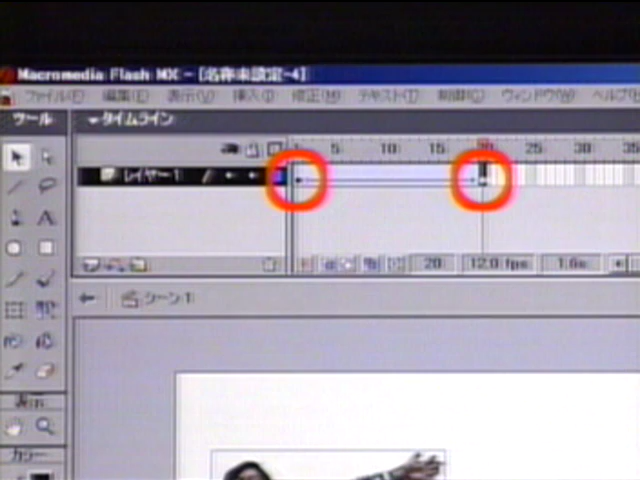 Macromedia Flash MX - [名称未設定-4]
ファイル(F) 編集(E) 表示(V) 挿入(I) 修正(M) テキスト(T) 制御(C) ウィンドウ(W) ヘルプ(H
ツール
タイムライン
5 10 15 20 25 30 35
レイヤー 1
20 12.0 fps 1.6s
シーン 1
表示
カラー